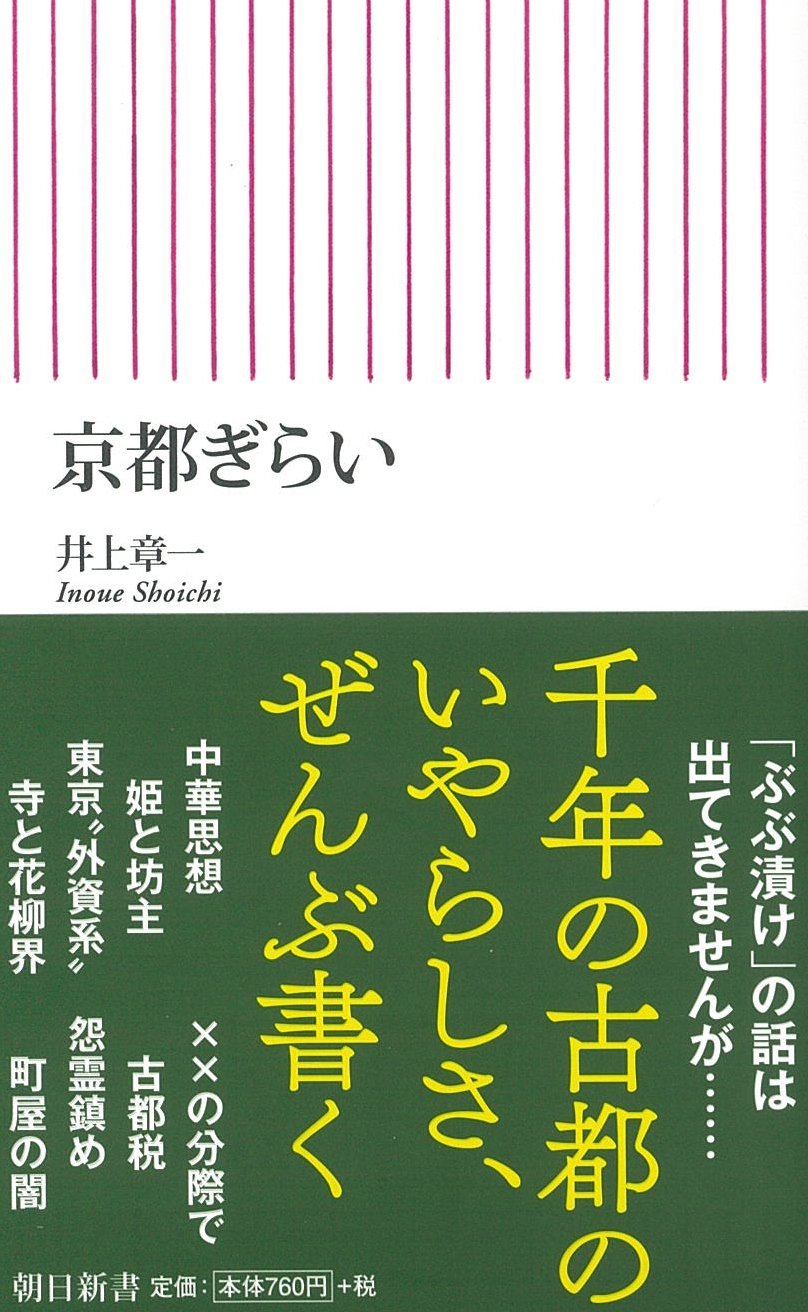 京都ぎらい
井上章一
Inoue Shoichi
「ぶぶ漬け」の話は
出てきませんが……
千年の古都の
いやらしさ、
ぜんぶ書く
中華思想 ××の分際で
姫と坊主 古都税
東京〝外資系〟 怨霊鎮め
寺と花柳界 町屋の闇
朝日新書 定価：本体760円+税